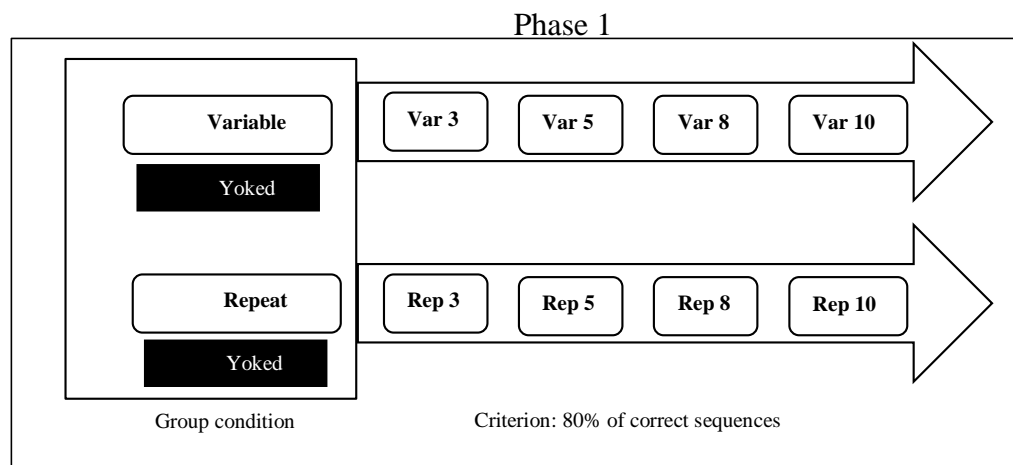 Phase 1
Variable
Var 3
Var 5
Var 8
Var 10
Yoked
Repeat
Rep 3
Rep 5
Rep 8
Rep 10
Yoked
Group condition
Criterion: 80% of correct sequences